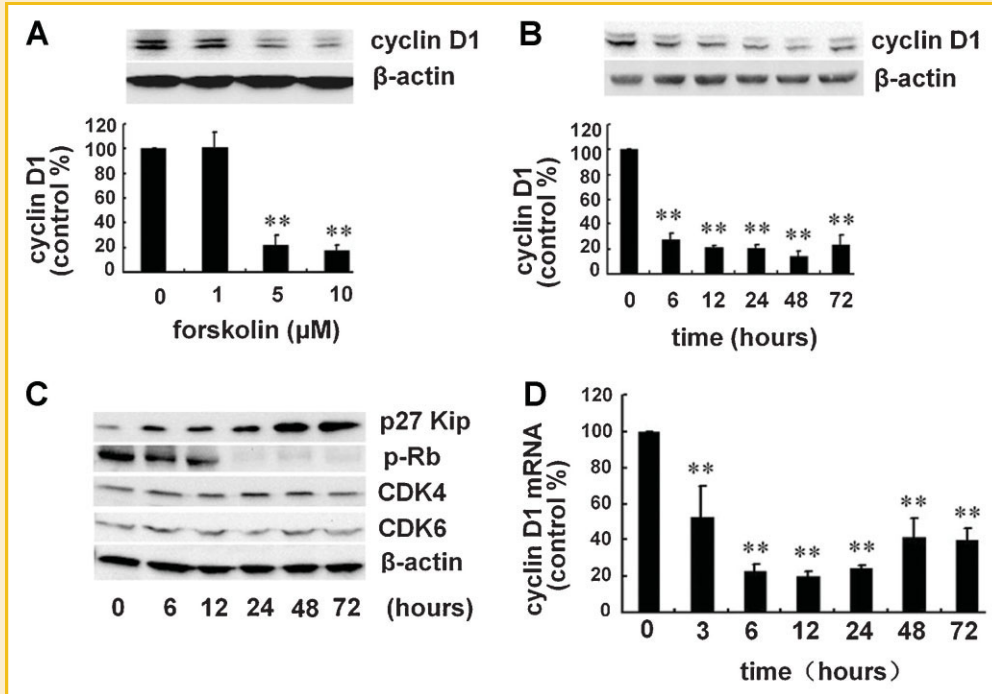 A
cyclin D1
β-actin
120
100
80
60
40
20
0
cyclin D1
(control %)
** **
0 1 5 10
forskolin (µM)
B
cyclin D1
β-actin
120
100
80
60
40
20
0
cyclin D1
(control %)
** ** ** ** **
0 6 12 24 48 72
time (hours)
C
p27 Kip
p-Rb
CDK4
CDK6
β-actin
0 6 12 24 48 72 (hours)
D
120
100
80
60
40
20
0
cyclin D1 mRNA
(control %)
** ** ** ** ** **
0 3 6 12 24 48 72
time（hours）